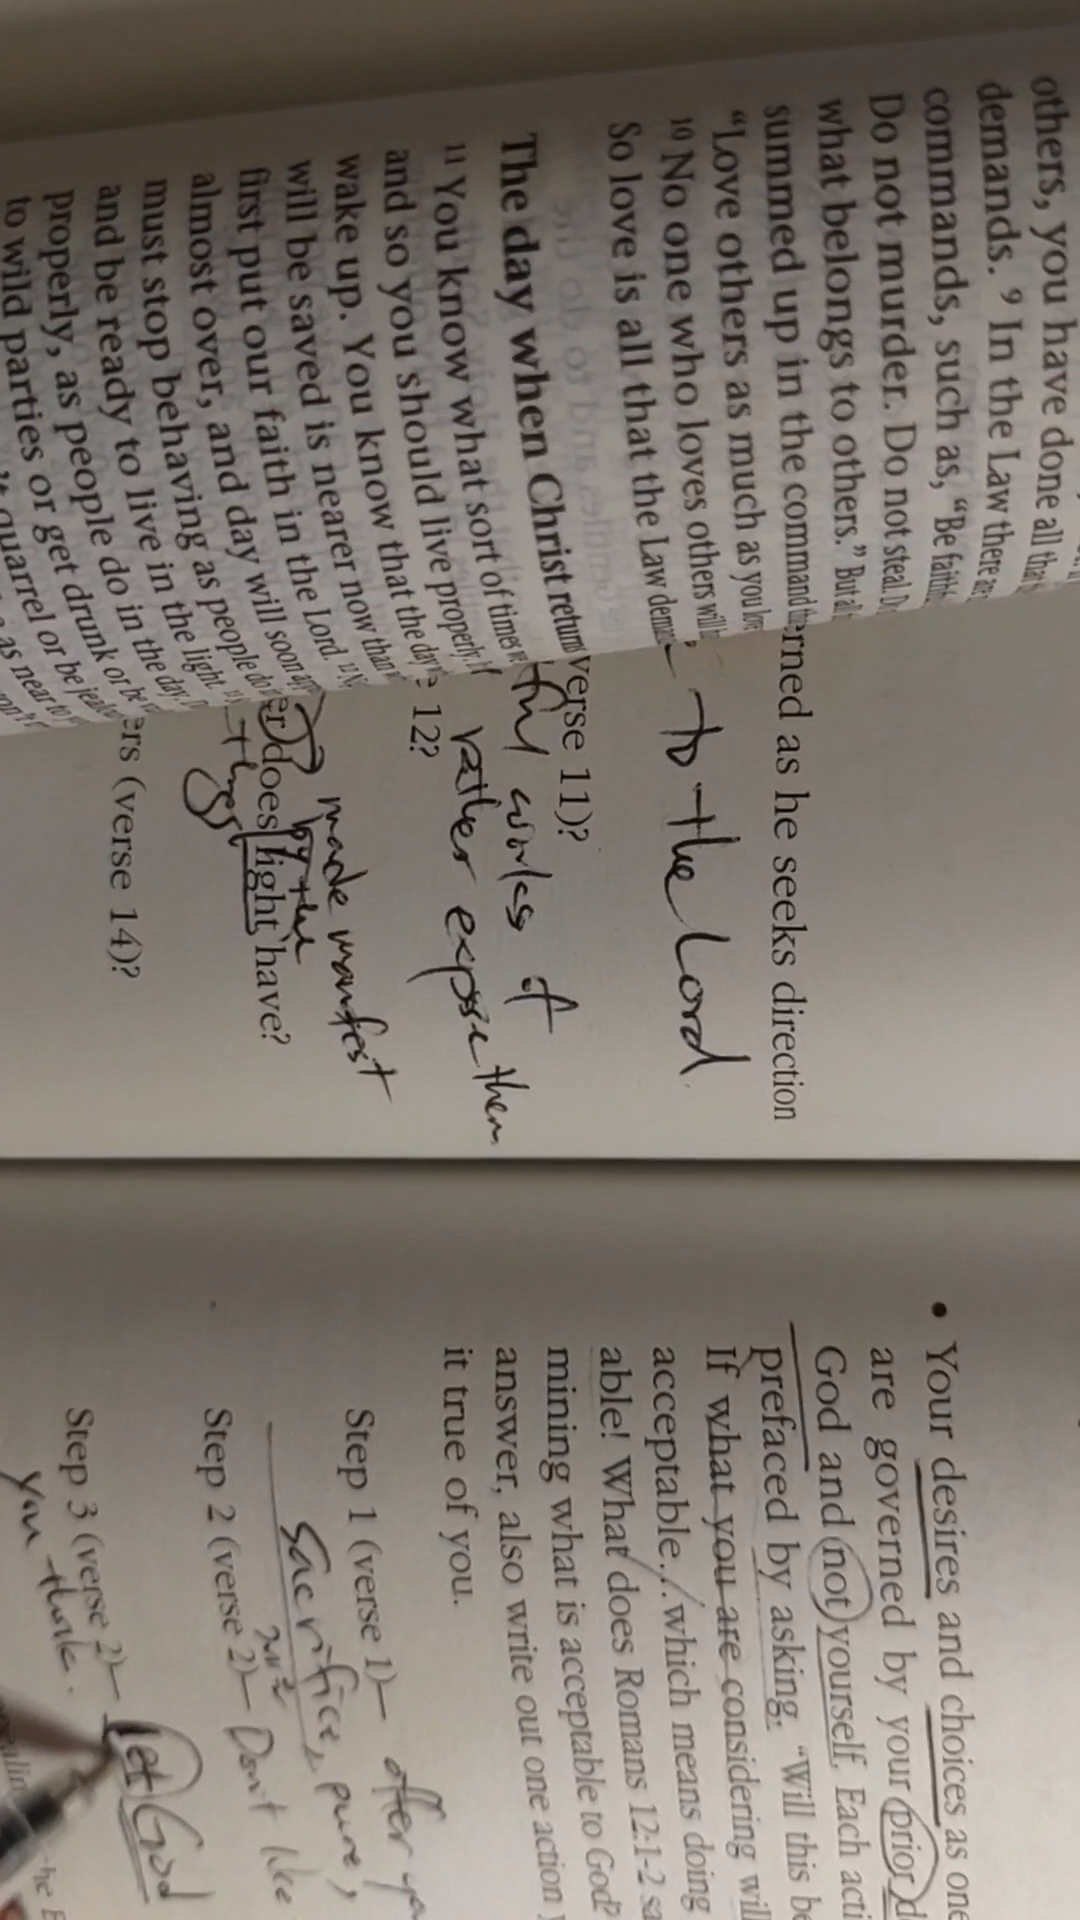 others, you have done all that
demands. 9 In the Law there are
commands, such as, "Be faithful
Do not murder. Do not steal. Do
what belongs to others." But all
summed up in the command
"Love others as much as you love
10 No one who loves others will
So love is all that the Law
The day when Christ returns
11 You know what sort of times
and so you should live properly.
wake up. You know that the day
will be saved is nearer now than
first put our faith in the Lord. 12
almost over, and day will soon
must stop behaving as people do
and be ready to live in the light.
properly, as people do in the day.
to wild parties or get drunk or be
quarrel or be
as near to
erned as he seeks direction
to the Lord
verse 11)?
works of
rather expose them
12?
made manifest
by the
does light have?
things
ers (verse 14)?
• Your desires and choices as
are governed by your prior
God and not yourself. Each
prefaced by asking: "Will this
If what you are considering
acceptable... which means doing
able! What does Romans 12:1-2
mining what is acceptable to God?
answer, also write out one action
it true of you.
Step 1 (verse 1)– offer
sacrifice, pure,
Step 2 (verse 2)– Don't like
Step 3 (verse 2)– let God
you think.